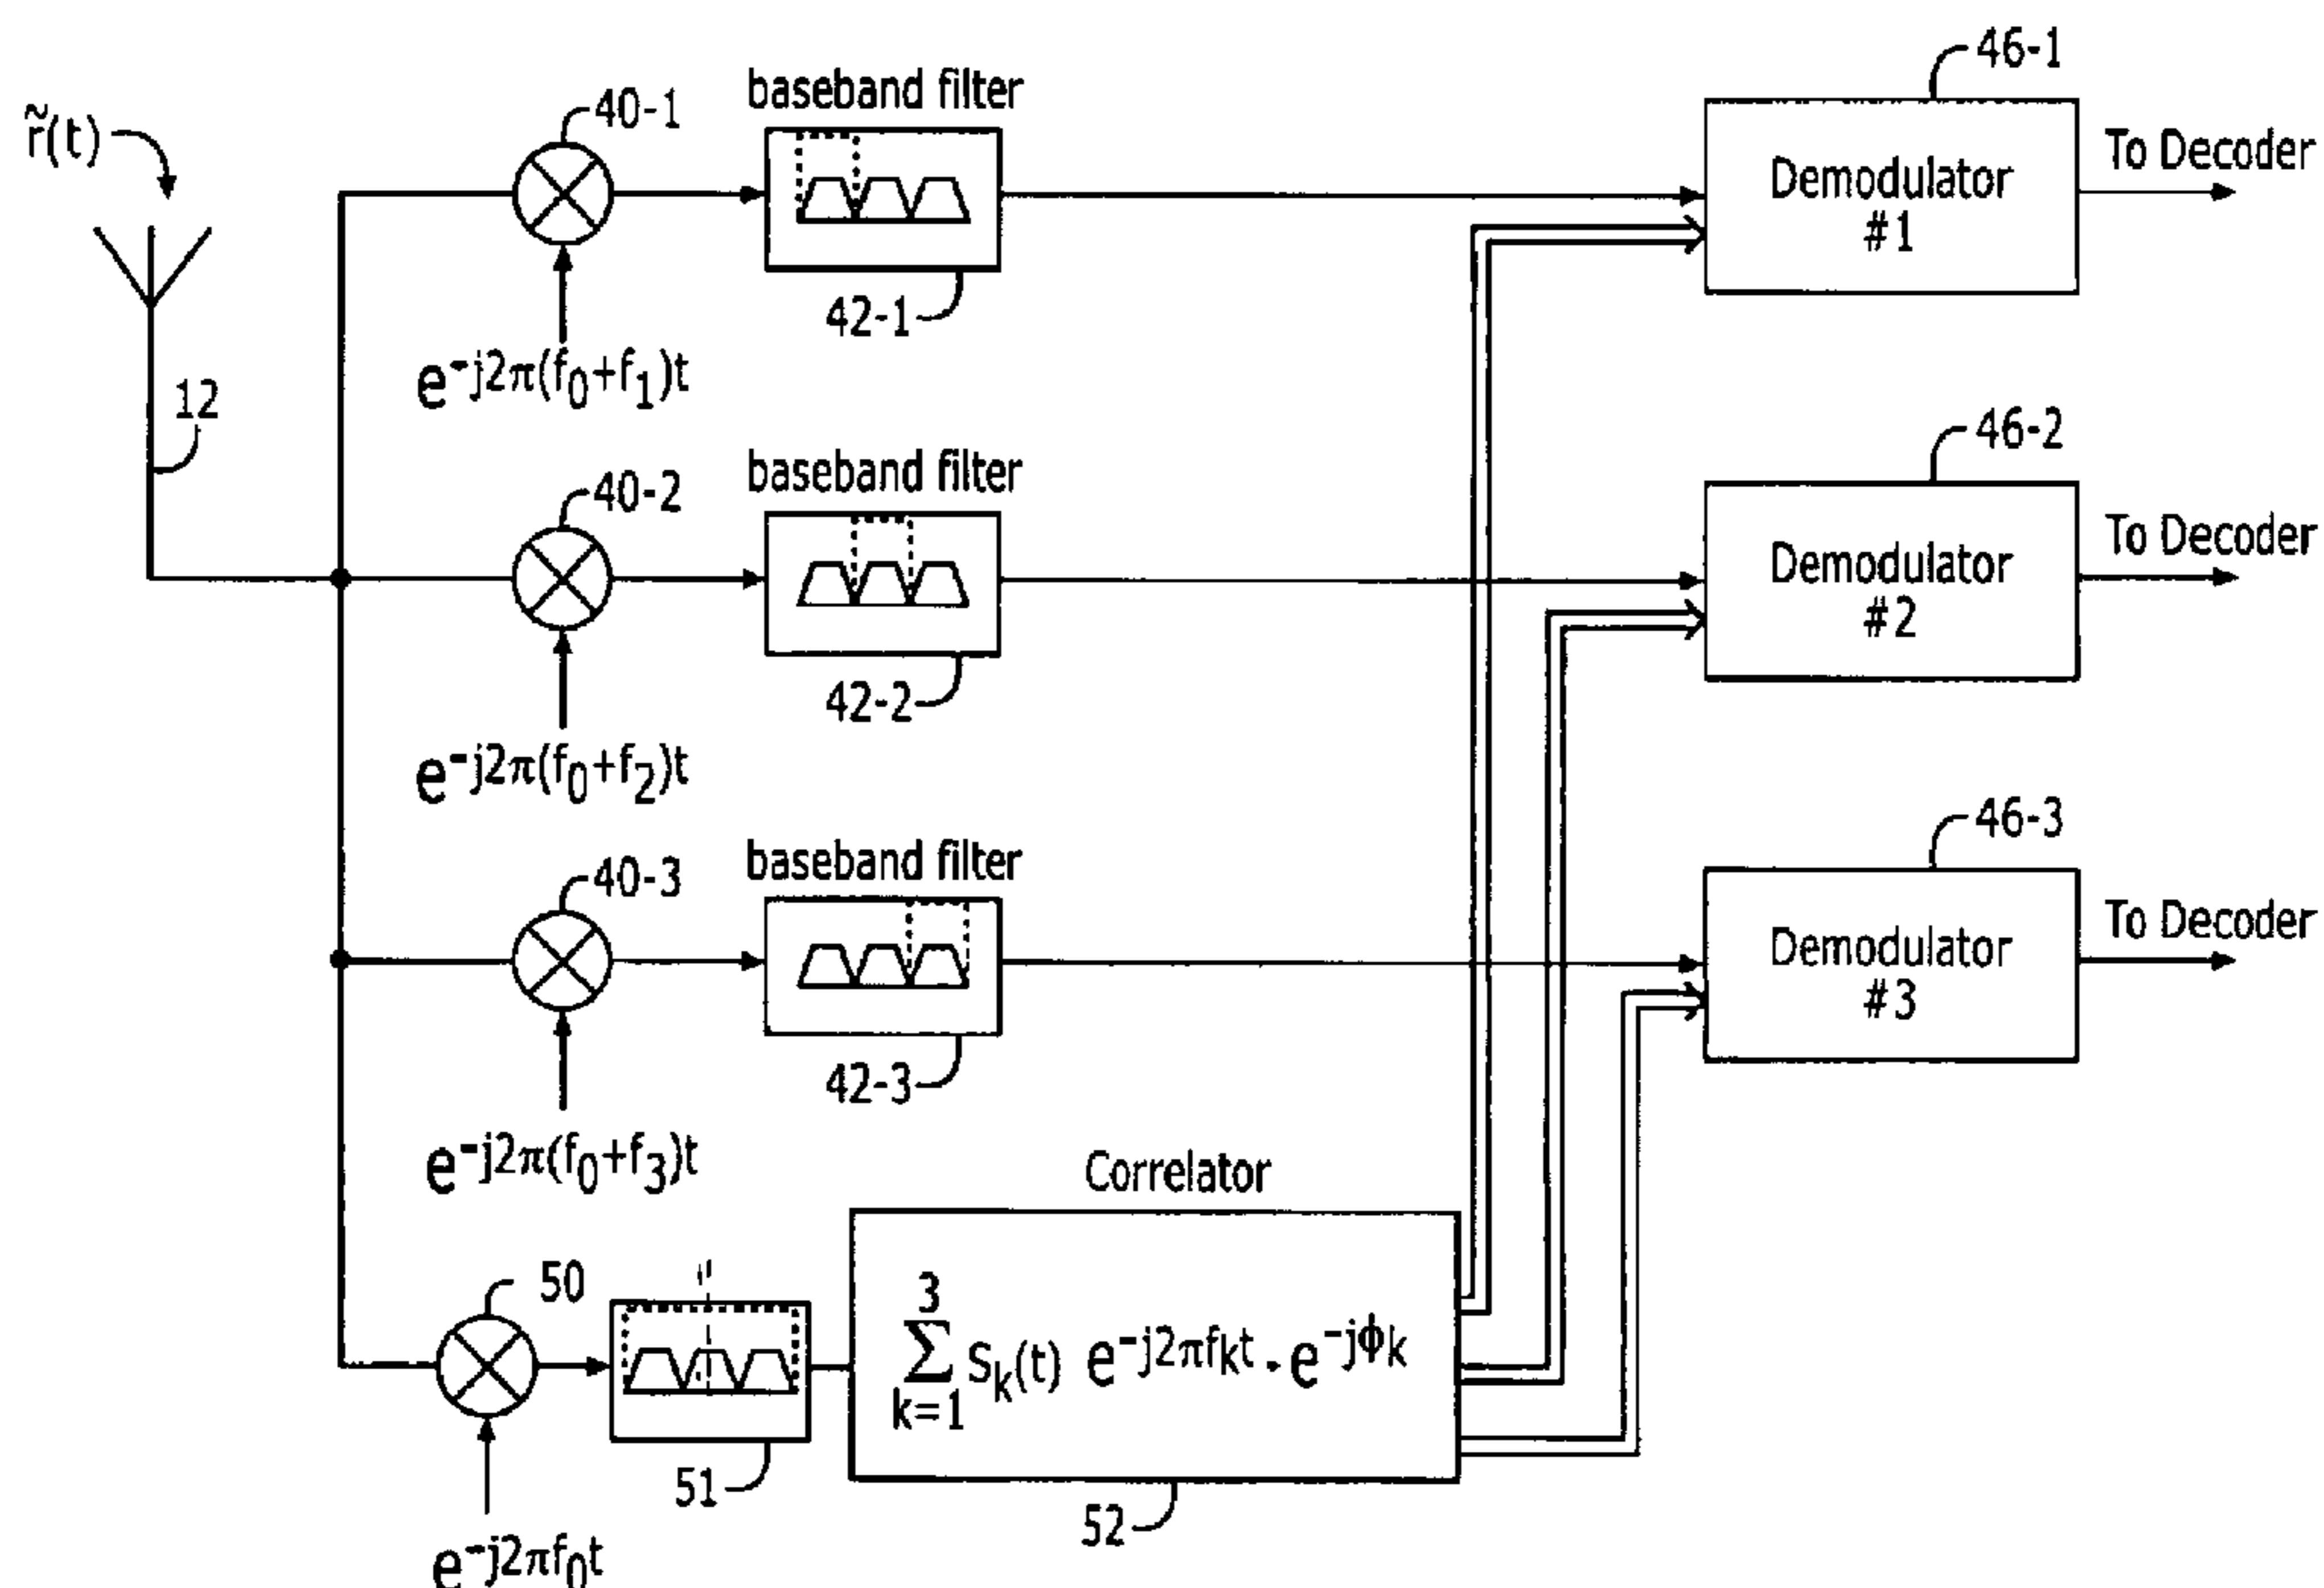 r̃(t)
12
40-1
baseband filter
42-1
e^-j2π(f₀+f₁)t
46-1
Demodulator
#1
To Decoder
40-2
baseband filter
42-2
e^-j2π(f₀+f₂)t
46-2
Demodulator
#2
To Decoder
40-3
baseband filter
42-3
e^-j2π(f₀+f₃)t
46-3
Demodulator
#3
To Decoder
50
51
e^-j2πf₀t
Correlator
3
∑ Sₖ(t) e^-j2πfₖt · e^-jϕₖ
k=1
52